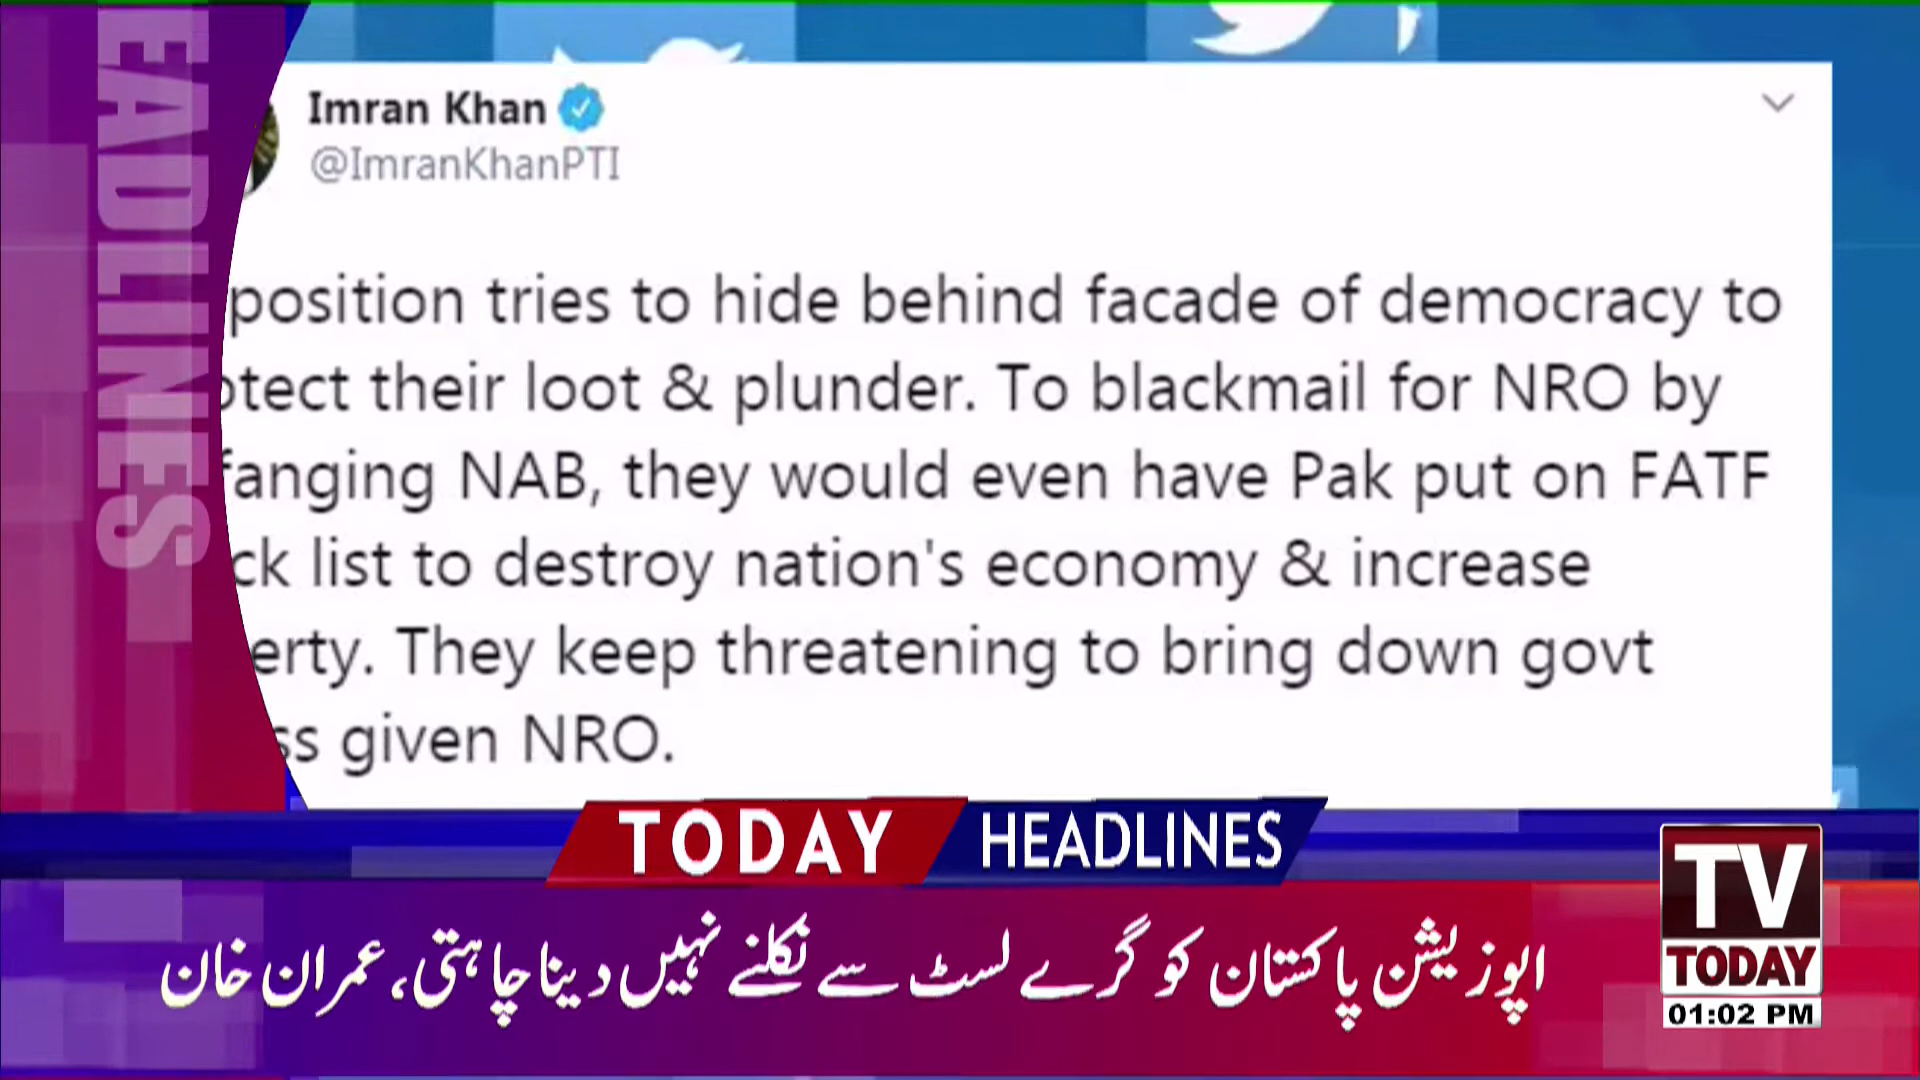 EADLINES
Imran Khan
@ImranKhanPTI
position tries to hide behind facade of democracy to
otect their loot & plunder. To blackmail for NRO by
fanging NAB, they would even have Pak put on FATF
ck list to destroy nation's economy & increase
erty. They keep threatening to bring down govt
ss given NRO.
TODAY HEADLINES
اپوزیشن پاکستان کو گرے لسٹ سے نکلنے نہیں دینا چاہتی، عمران خان
TV
TODAY
01:02 PM